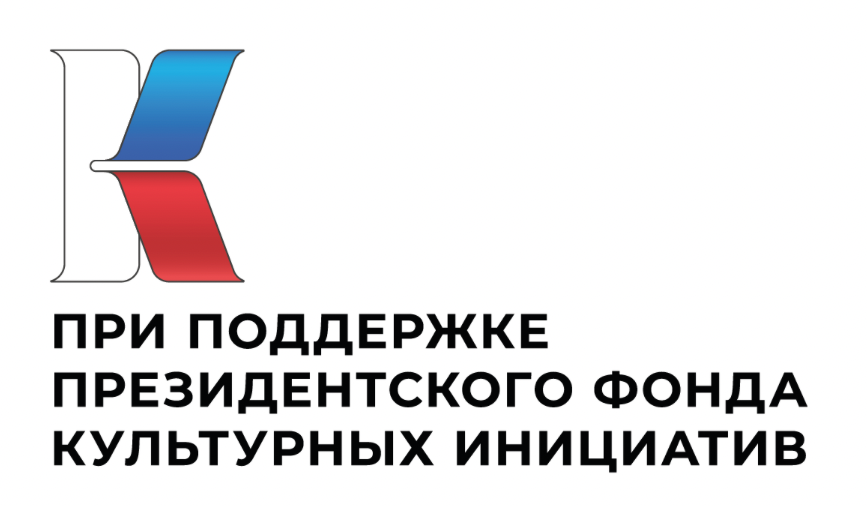 ПРИ ПОДДЕРЖКЕ
ПРЕЗИДЕНТСКОГО ФОНДА
КУЛЬТУРНЫХ ИНИЦИАТИВ